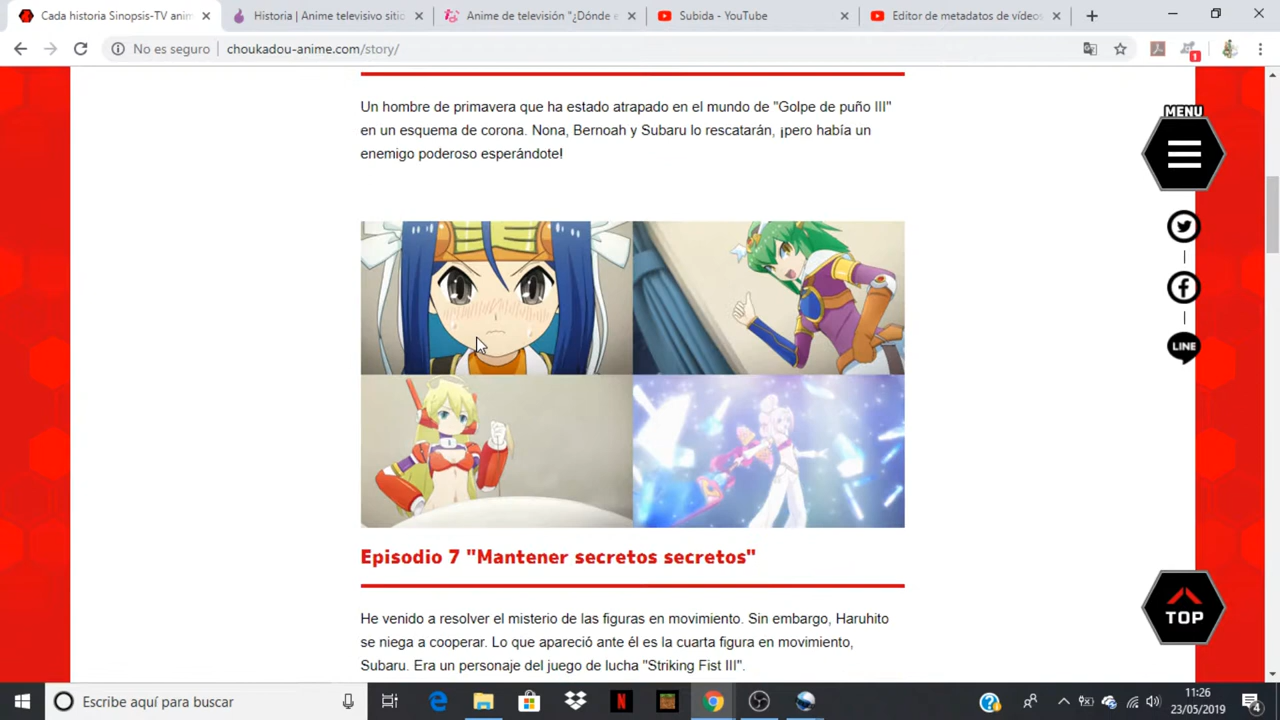 Cada historia Sinopsis-TV anim
Historia | Anime televisivo sitic
Anime de televisión "¿Dónde e
Subida - YouTube
Editor de metadatos de vídeos
No es seguro
choukadou-anime.com/story/
1
MENU
Un hombre de primavera que ha estado atrapado en el mundo de "Golpe de puño III"
en un esquema de corona. Nona, Bernoah y Subaru lo rescatarán, ¡pero había un
enemigo poderoso esperándote!
LINE
Episodio 7 "Mantener secretos secretos"
He venido a resolver el misterio de las figuras en movimiento. Sin embargo, Haruhito
se niega a cooperar. Lo que apareció ante él es la cuarta figura en movimiento,
Subaru. Era un personaje del juego de lucha "Striking Fist III".
TOP
Escribe aquí para buscar
11:26
23/05/2019
4